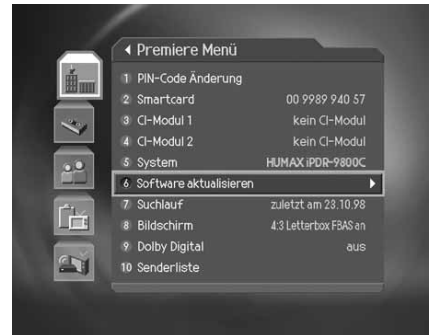 Premiere Menü
1 PIN-Code Änderung
2 Smartcard 00 9989 940 57
3 CI-Modul 1 kein CI-Modul
4 CI-Modul 2 kein CI-Modul
5 System HUMAX iPDR-9800C
6 Software aktualisieren
7 Suchlauf zuletzt am 23.10.98
8 Bildschirm 4:3 Letterbox FBAS an
9 Dolby Digital aus
10 Senderliste